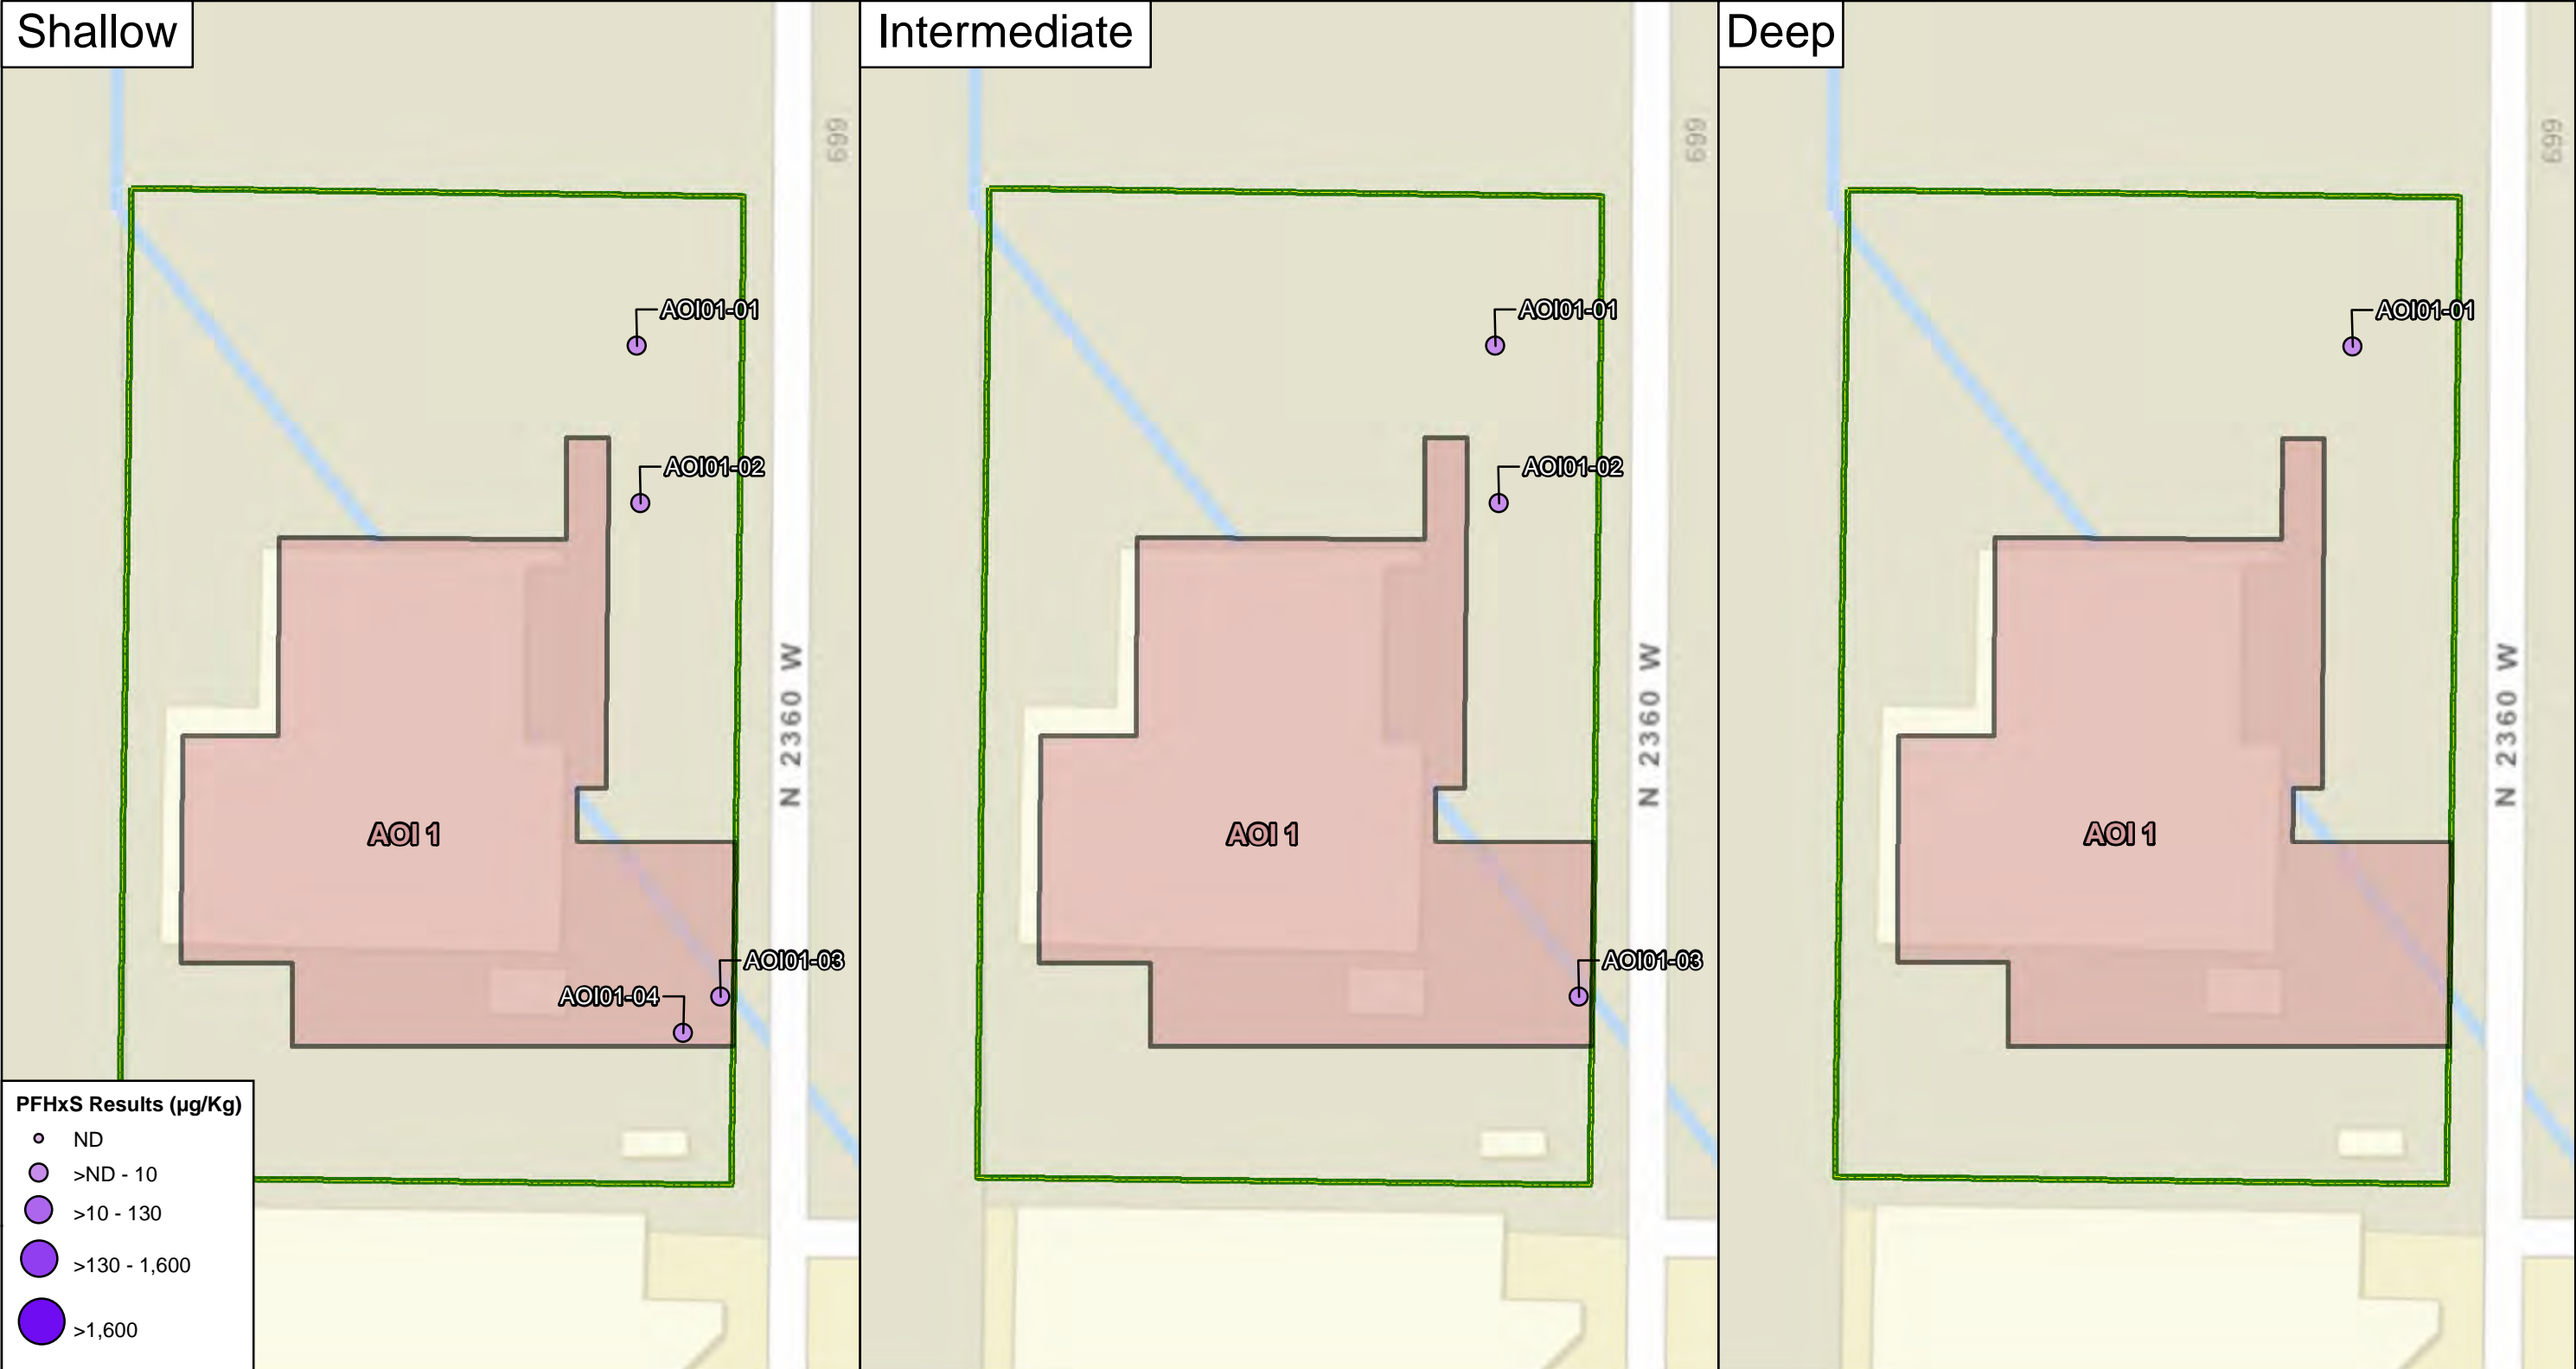 Shallow
699
AOI01-01
AOI01-02
N 2360 W
AOI 1
AOI01-03
AOI01-04
PFHxS Results (µg/Kg)
ND
>ND - 10
>10 - 130
>130 - 1,600
>1,600
Intermediate
699
AOI01-01
AOI01-02
N 2360 W
AOI 1
AOI01-03
Deep
699
AOI01-01
N 2360 W
AOI 1